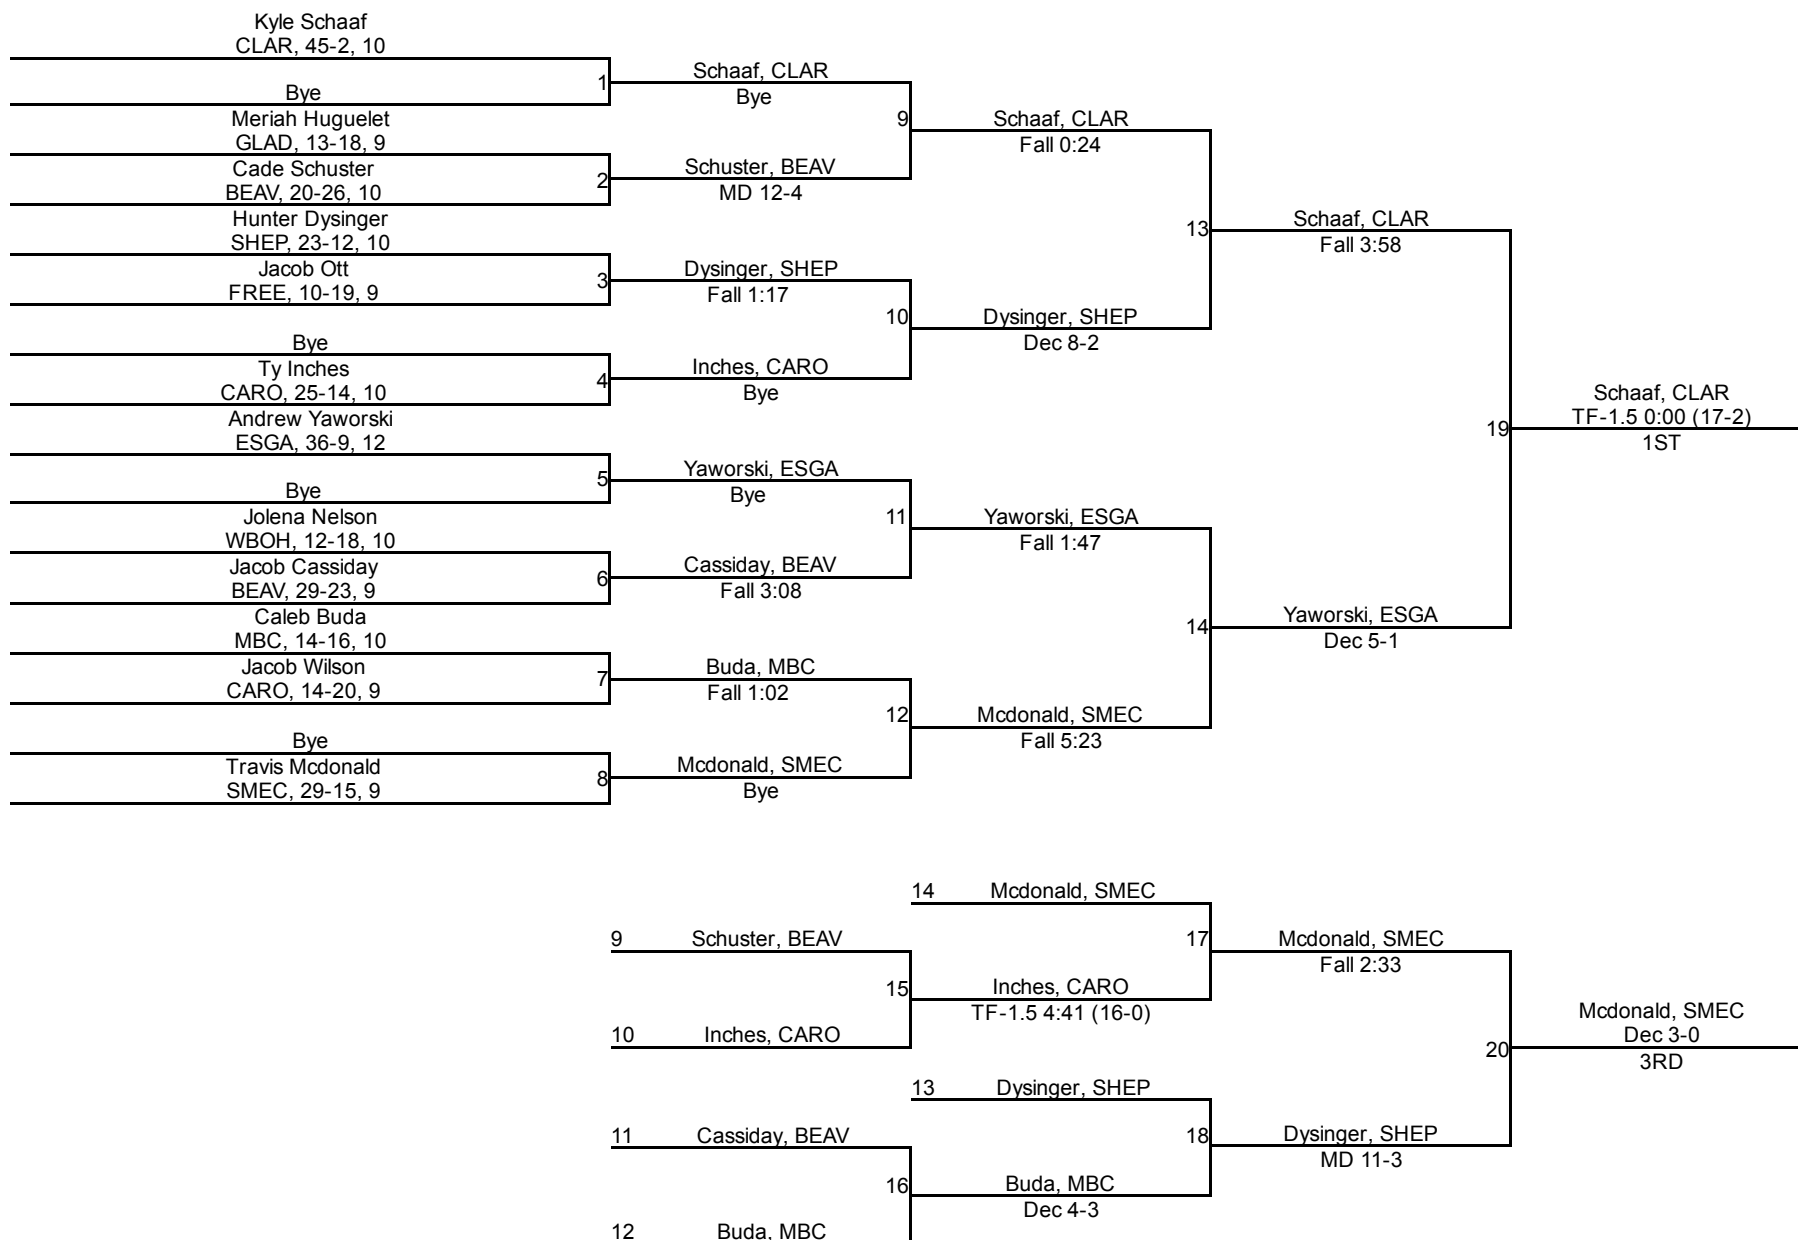 Kyle Schaaf
CLAR, 45-2, 10
Bye
1
Meriah Huguelet
GLAD, 13-18, 9
Cade Schuster
BEAV, 20-26, 10
2
Hunter Dysinger
SHEP, 23-12, 10
Jacob Ott
FREE, 10-19, 9
3
Bye
Ty Inches
CARO, 25-14, 10
4
Andrew Yaworski
ESGA, 36-9, 12
Bye
5
Jolena Nelson
WBOH, 12-18, 10
Jacob Cassiday
BEAV, 29-23, 9
6
Caleb Buda
MBC, 14-16, 10
Jacob Wilson
CARO, 14-20, 9
7
Bye
Travis Mcdonald
SMEC, 29-15, 9
8
Schaaf, CLAR
Bye
9
Schuster, BEAV
MD 12-4
Dysinger, SHEP
Fall 1:17
10
Inches, CARO
Bye
Yaworski, ESGA
Bye
11
Cassiday, BEAV
Fall 3:08
Buda, MBC
Fall 1:02
12
Mcdonald, SMEC
Bye
Schaaf, CLAR
Fall 0:24
13
Dysinger, SHEP
Dec 8-2
Yaworski, ESGA
Fall 1:47
14
Mcdonald, SMEC
Fall 5:23
Schaaf, CLAR
Fall 3:58
19
Yaworski, ESGA
Dec 5-1
Schaaf, CLAR
TF-1.5 0:00 (17-2)
1ST
9 Schuster, BEAV
15
10 Inches, CARO
11 Cassiday, BEAV
16
12 Buda, MBC
14 Mcdonald, SMEC
17
Inches, CARO
TF-1.5 4:41 (16-0)
13 Dysinger, SHEP
18
Buda, MBC
Dec 4-3
Mcdonald, SMEC
Fall 2:33
20
Dysinger, SHEP
MD 11-3
Mcdonald, SMEC
Dec 3-0
3RD